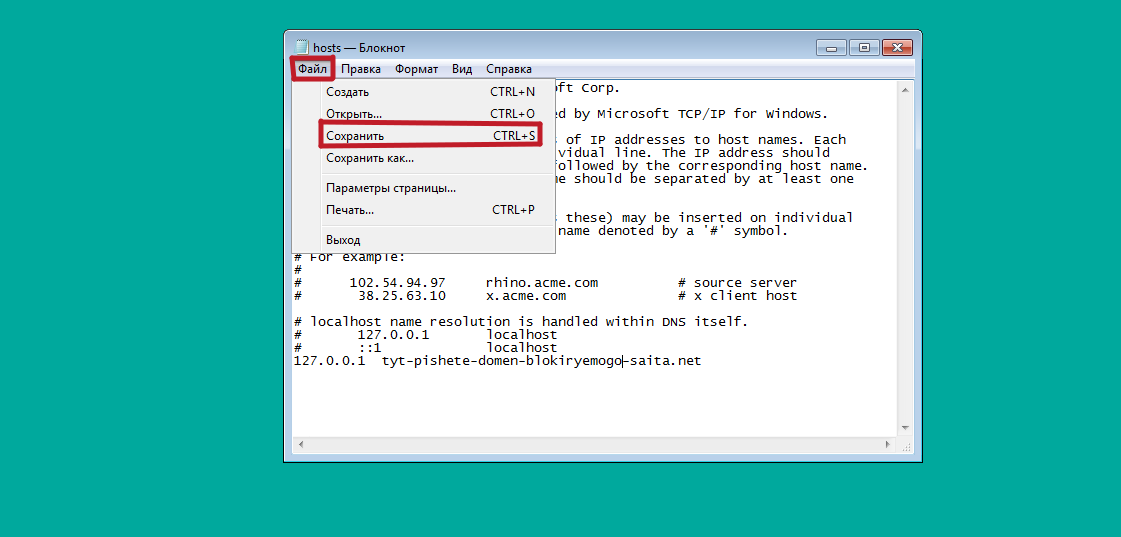 hosts — Блокнот
Файл Правка Формат Вид Справка
Создать CTRL+N
Открыть... CTRL+O
Сохранить CTRL+S
Сохранить как...
Параметры страницы...
Печать... CTRL+P
Выход
oft Corp.
ed by Microsoft TCP/IP for Windows.
s of IP addresses to host names. Each
vidual line. The IP address should
followed by the corresponding host name.
me should be separated by at least one
s these) may be inserted on individual
name denoted by a '#' symbol.
# For example:
#
# 102.54.94.97 rhino.acme.com # source server
# 38.25.63.10 x.acme.com # x client host
# localhost name resolution is handled within DNS itself.
# 127.0.0.1 localhost
# ::1 localhost
127.0.0.1 tyt-pishete-domen-blokiryemogo-saita.net